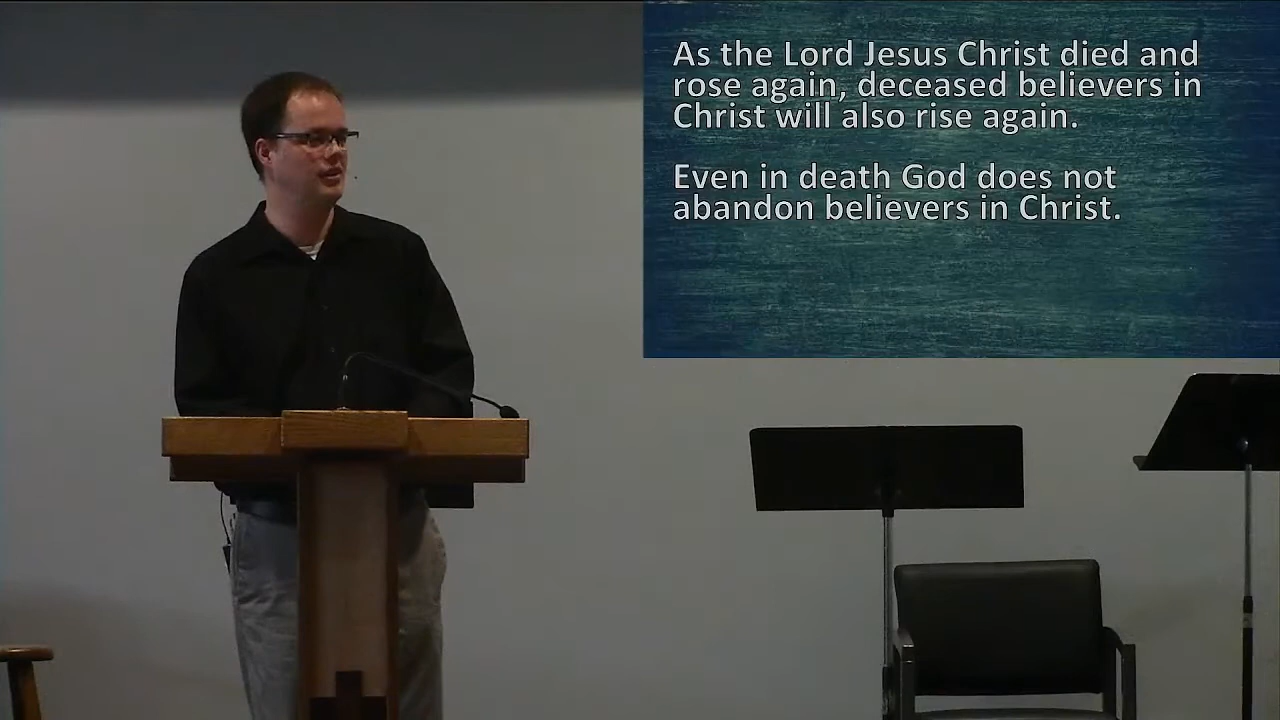 As the Lord Jesus Christ died and
rose again, deceased believers in
Christ will also rise again.
Even in death God does not
abandon believers in Christ.